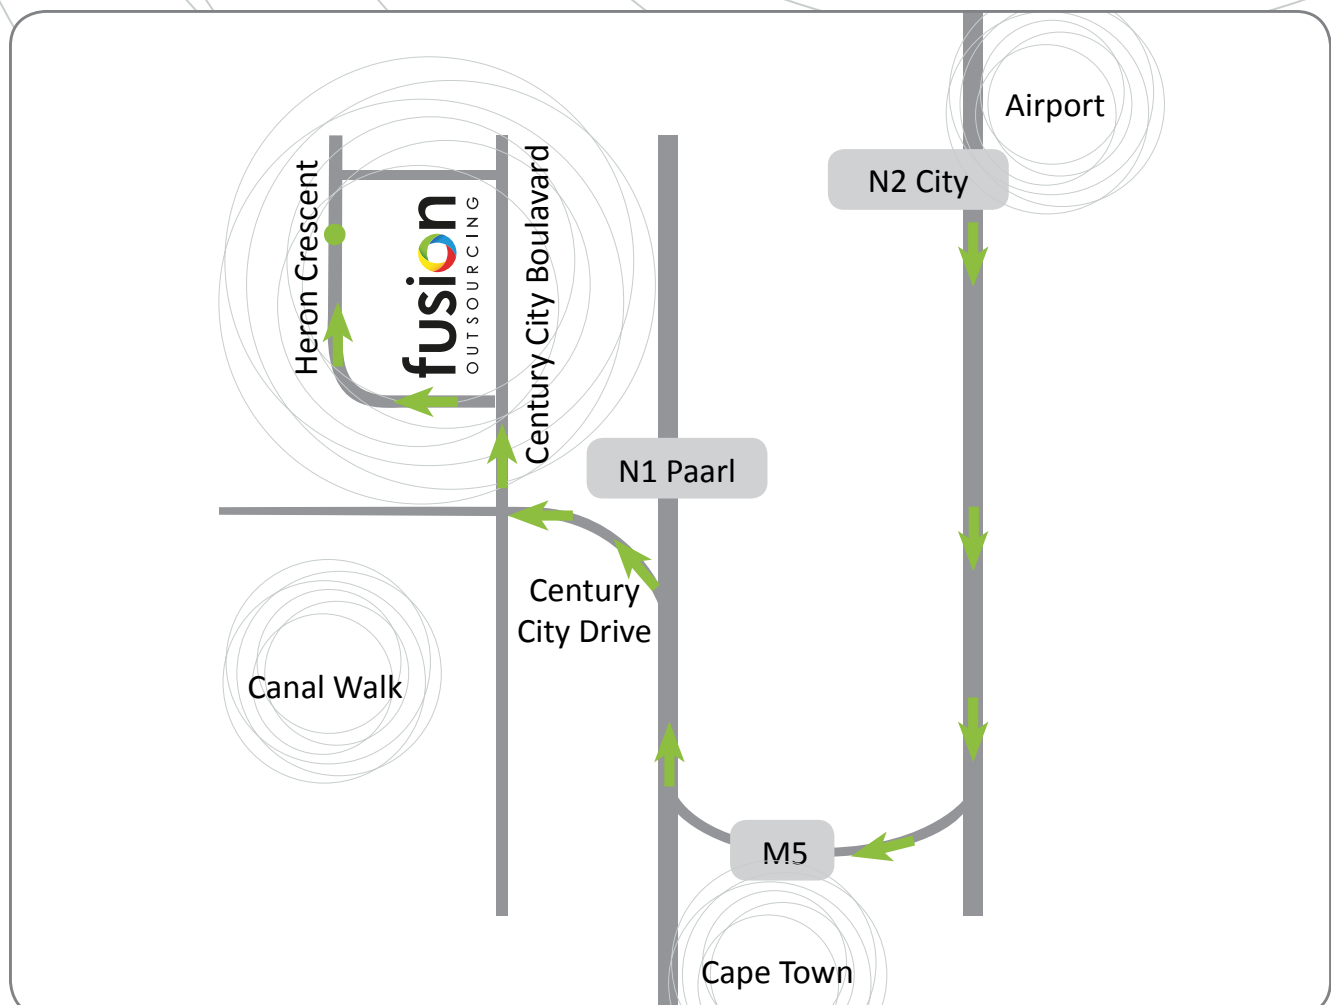 Airport
N2 City
Heron Crescent
fusion
OUTSOURCING
Century City Boulavard
N1 Paarl
Century
City Drive
Canal Walk
M5
Cape Town